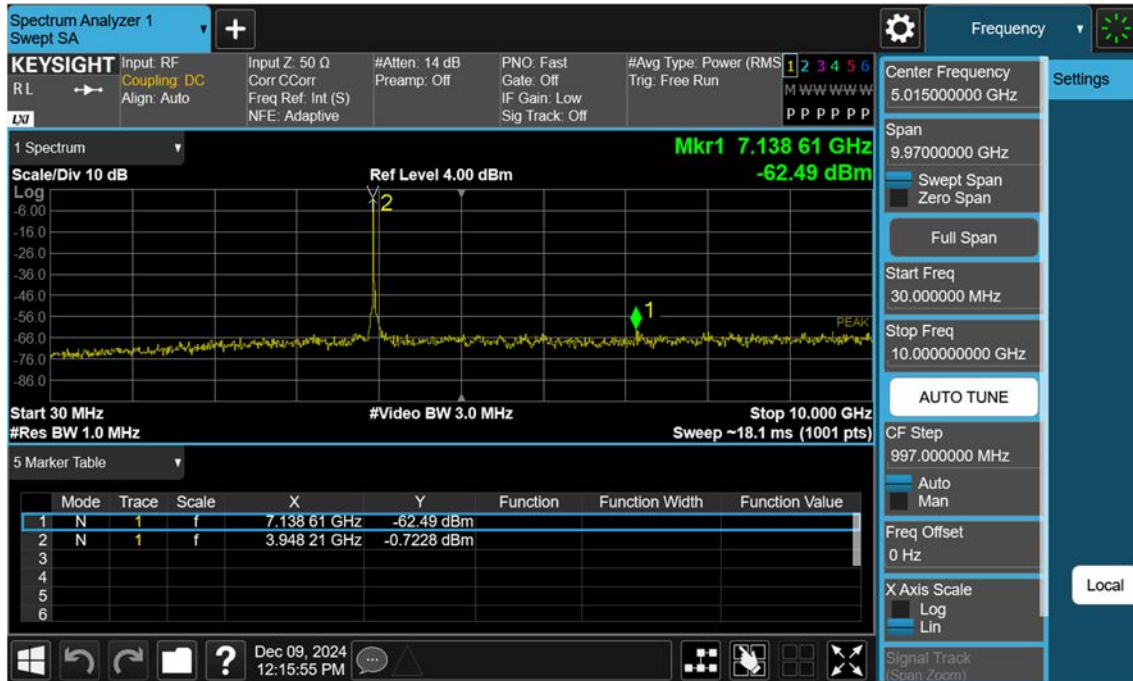 Spectrum Analyzer 1
Swept SA
Frequency
KEYSIGHT
R L
LXI
Input: RF
Coupling: DC
Align: Auto
Input Z: 50 Ω
Corr CCorr
Freq Ref: Int (S)
NFE: Adaptive
#Atten: 14 dB
Preamp: Off
PNO: Fast
Gate: Off
IF Gain: Low
Sig Track: Off
#Avg Type: Power (RMS
Trig: Free Run
1 2 3 4 5 6
M W W W W W
P P P P P P
1 Spectrum
Mkr1 7.138 61 GHz
Scale/Div 10 dB
Ref Level 4.00 dBm
-62.49 dBm
Log
-6.00
-16.0
-26.0
-36.0
-46.0
-56.0
-66.0
-76.0
-86.0
2
1
PEAK
Start 30 MHz
#Video BW 3.0 MHz
Stop 10.000 GHz
#Res BW 1.0 MHz
Sweep ~18.1 ms (1001 pts)
5 Marker Table
Mode Trace Scale X Y Function Function Width Function Value
1 N 1 f 7.138 61 GHz -62.49 dBm
2 N 1 f 3.948 21 GHz -0.7228 dBm
3
4
5
6
Dec 09, 2024
12:15:55 PM
Center Frequency
5.015000000 GHz
Span
9.97000000 GHz
Swept Span
Zero Span
Full Span
Start Freq
30.000000 MHz
Stop Freq
10.000000000 GHz
AUTO TUNE
CF Step
997.000000 MHz
Auto
Man
Freq Offset
0 Hz
X Axis Scale
Log
Lin
Signal Track
(Span Zoom)
Settings
Local